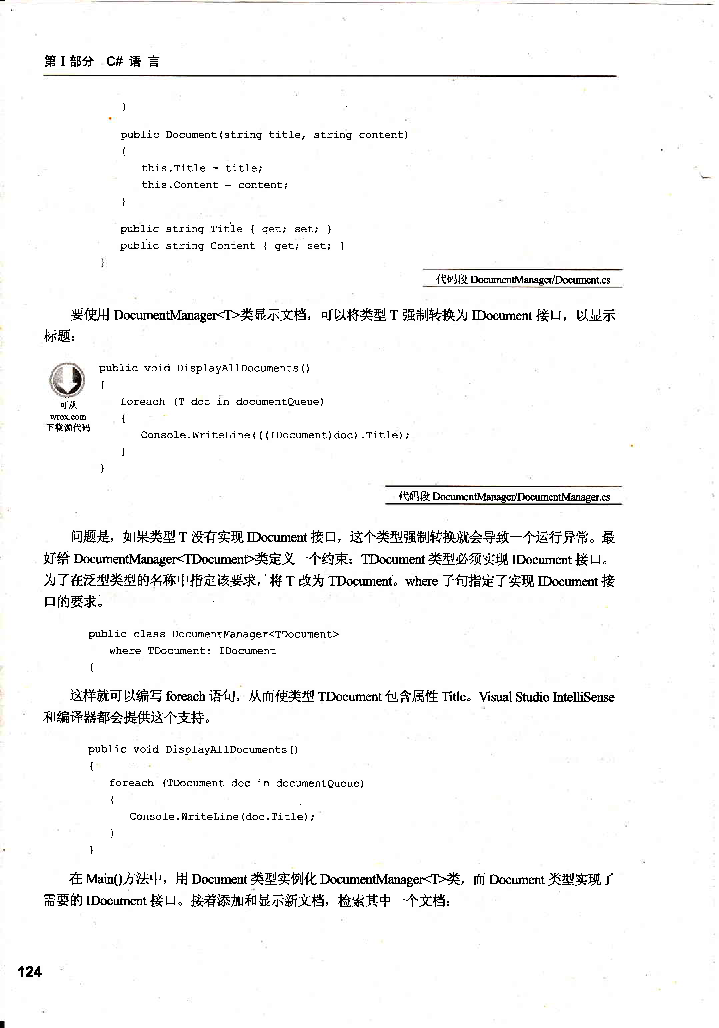 第 I 部分 C# 语 言
}
public Document(string title, string content)
{
this.Title = title;
this.Content = content;
}
public string Title { get; set; }
public string Content { get; set; }
}
代码段 DocumentManager/Document.cs
要使用 DocumentManager<T>类显示文档，可以将类型 T 强制转换为 IDocument 接口，以显示
标题：
public void DisplayAllDocuments()
{
可从
wrox.com
下载源代码
foreach (T doc in documentQueue)
{
Console.WriteLine(((IDocument)doc).Title);
}
}
代码段 DocumentManager/DocumentManager.cs
问题是，如果类型 T 没有实现 IDocument 接口，这个类型强制转换就会导致一个运行异常。最
好给 DocumentManager<TDocument>类定义一个约束：TDocument 类型必须实现 IDocument 接口。
为了在泛型类型的名称中指定该要求，将 T 改为 TDocument。where 子句指定了实现 IDocument 接
口的要求。
public class DocumentManager<TDocument>
where TDocument: IDocument
{
这样就可以编写 foreach 语句，从而使类型 TDocument 包含属性 Title。Visual Studio IntelliSense
和编译器都会提供这个支持。
public void DisplayAllDocuments()
{
foreach (TDocument doc in documentQueue)
{
Console.WriteLine(doc.Title);
}
}
在 Main()方法中，用 Document 类型实例化 DocumentManager<T>类，而 Document 类型实现了
需要的 IDocument 接口。接着添加和显示新文档，检索其中一个文档：
124